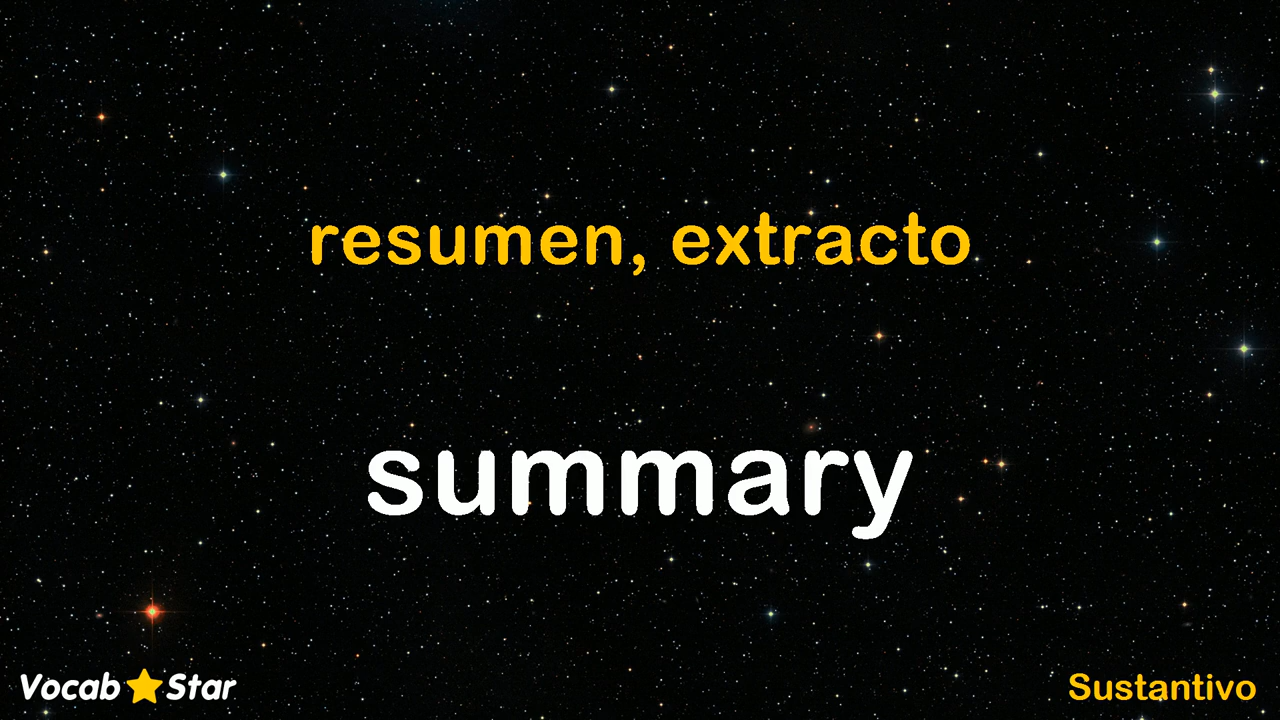 resumen, extracto
summary
Vocab Star
Sustantivo